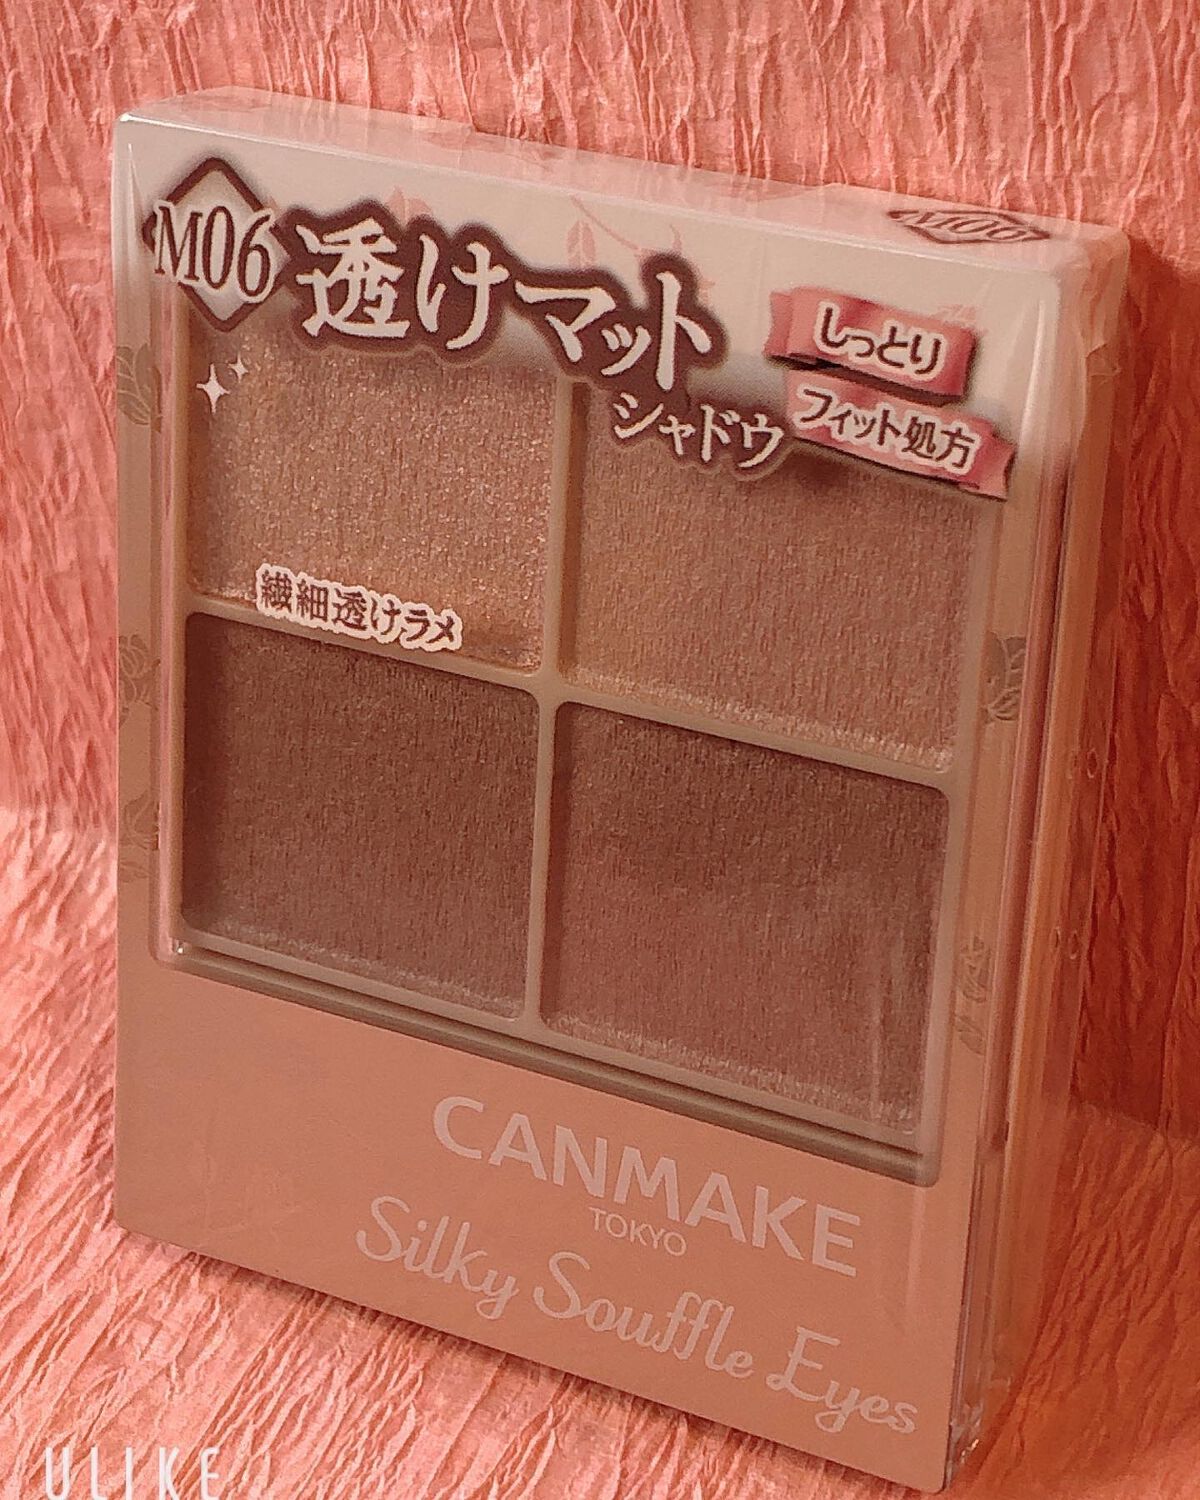 M06
透けマット
シャドウ
しっとり
フィット処方
M06
繊細透けラメ
CANMAKE
TOKYO
Silky Souffle Eyes
ULIKE